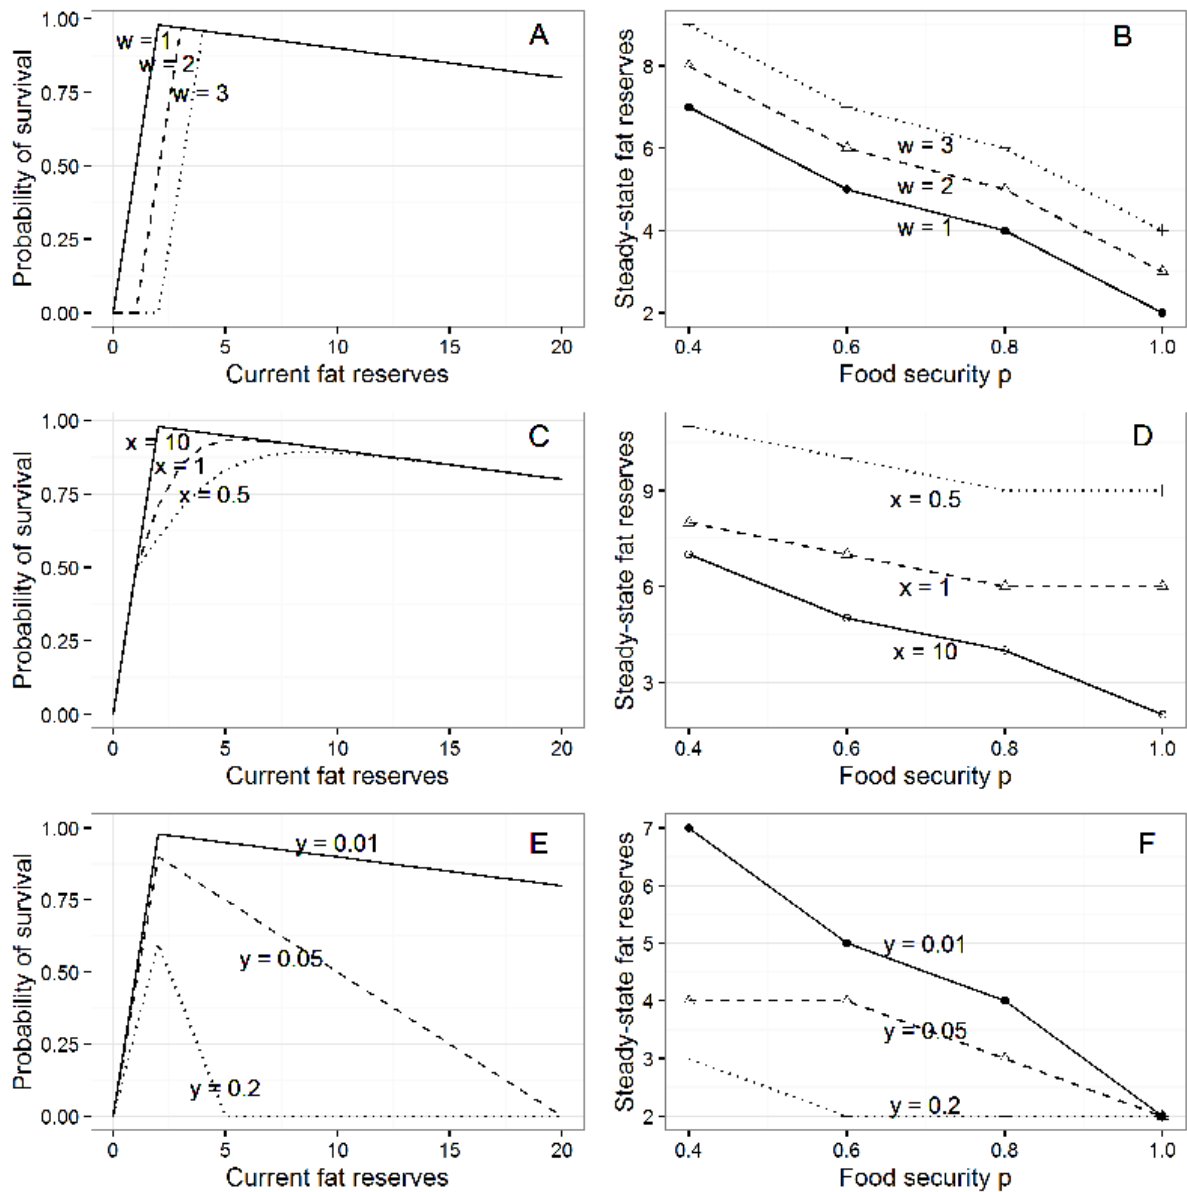 A
Probability of survival
1.00
0.75
0.50
0.25
0.00
w = 1
w = 2
w = 3
0 5 10 15 20
Current fat reserves
B
Steady-state fat reserves
8
6
4
2
w = 3
w = 2
w = 1
0.4 0.6 0.8 1.0
Food security p
C
Probability of survival
1.00
0.75
0.50
0.25
0.00
x = 10
x = 1
x = 0.5
0 5 10 15 20
Current fat reserves
D
Steady-state fat reserves
9
6
3
x = 0.5
x = 1
x = 10
0.4 0.6 0.8 1.0
Food security p
E
Probability of survival
1.00
0.75
0.50
0.25
0.00
y = 0.01
y = 0.05
y = 0.2
0 5 10 15 20
Current fat reserves
F
Steady-state fat reserves
7
6
5
4
3
2
y = 0.01
y = 0.05
y = 0.2
0.4 0.6 0.8 1.0
Food security p